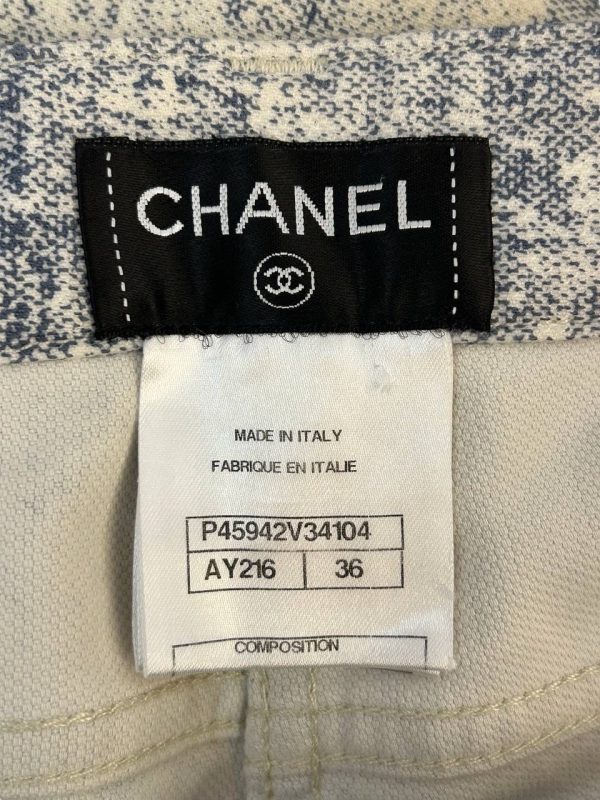 CHANEL
MADE IN ITALY
FABRIQUE EN ITALIE
P45942V34104
AY216 36
COMPOSITION